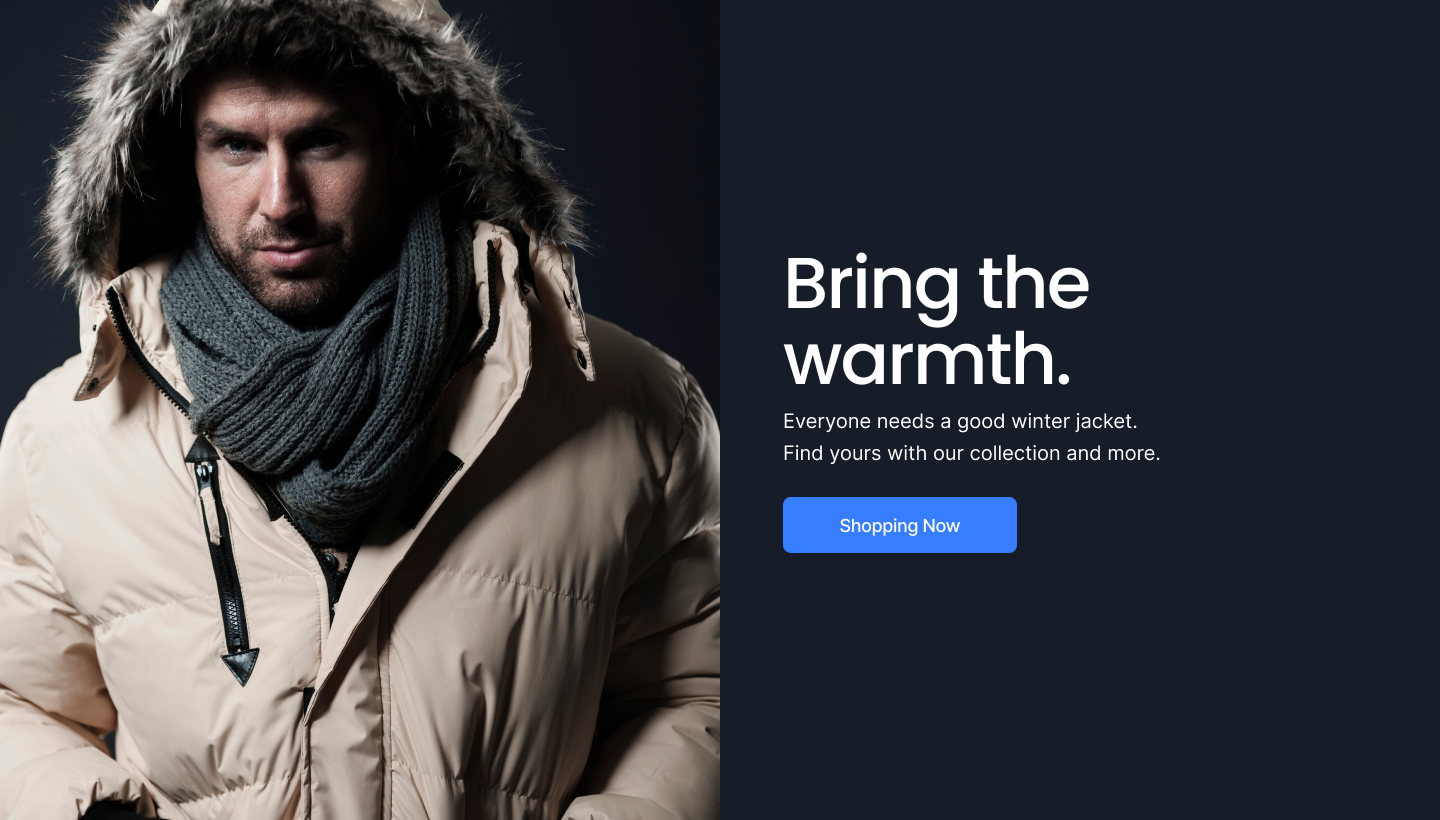 Bring the
warmth.
Everyone needs a good winter jacket.
Find yours with our collection and more.
Shopping Now